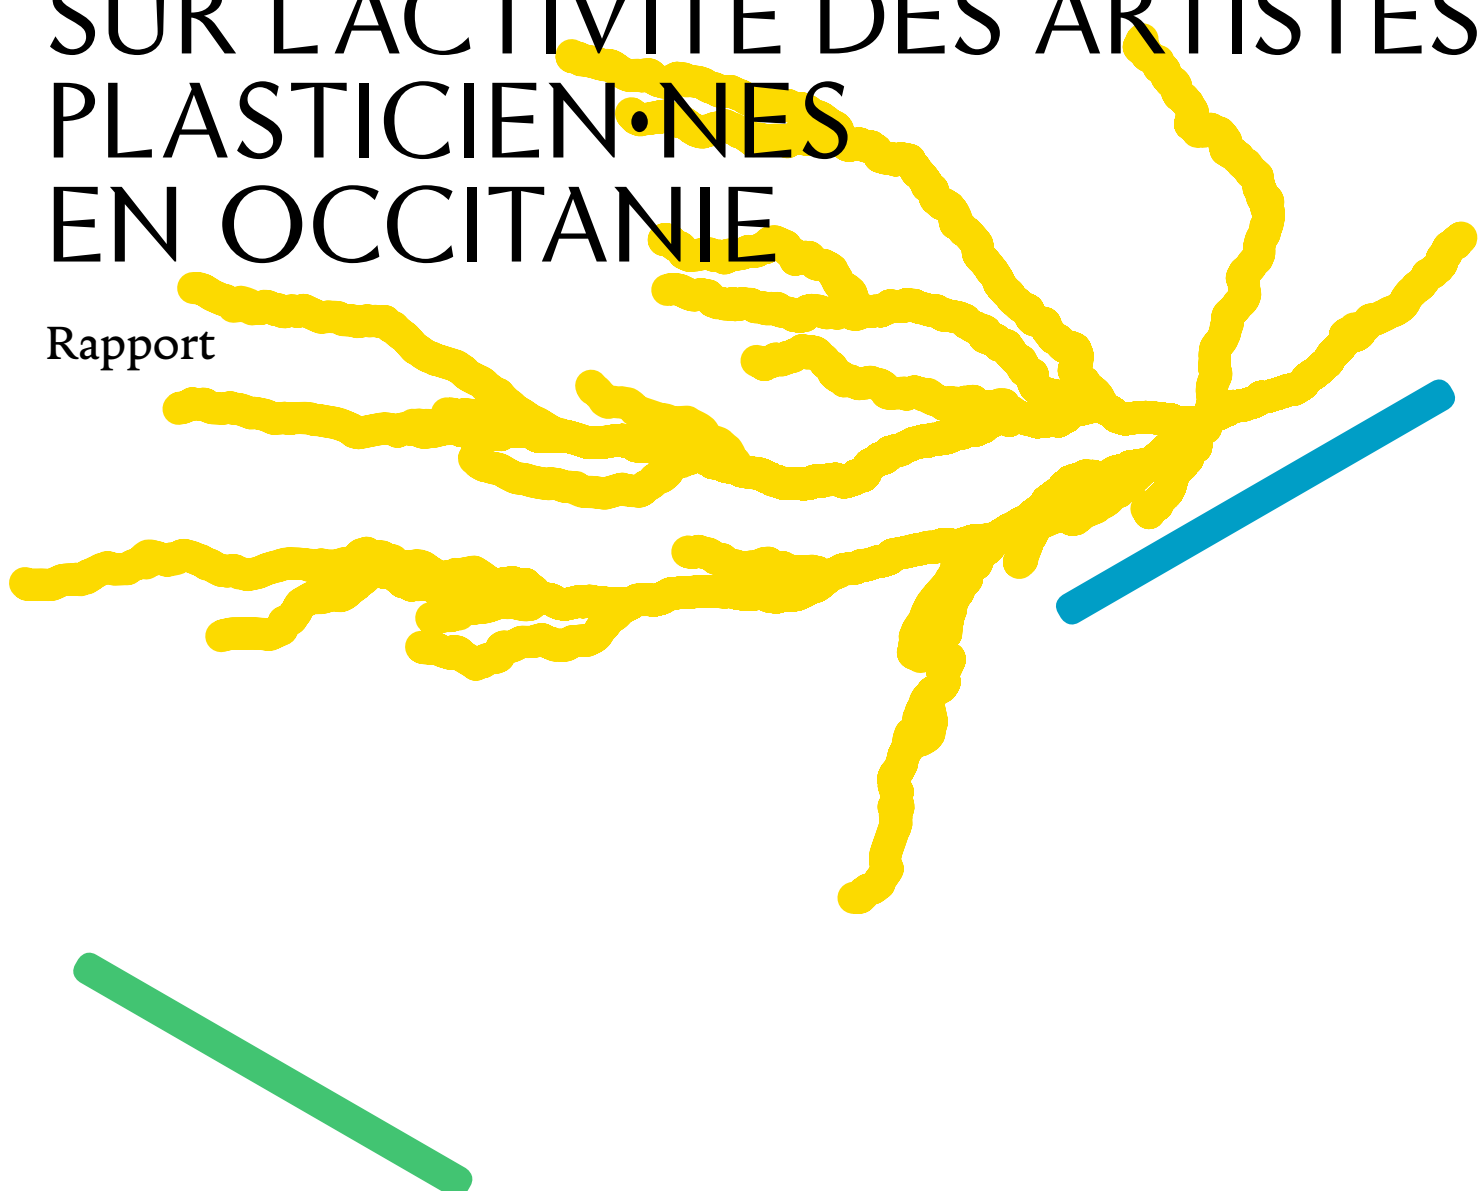 SUR L'ACTIVITÉ DES ARTISTES
PLASTICIEN•NES
EN OCCITANIE
Rapport